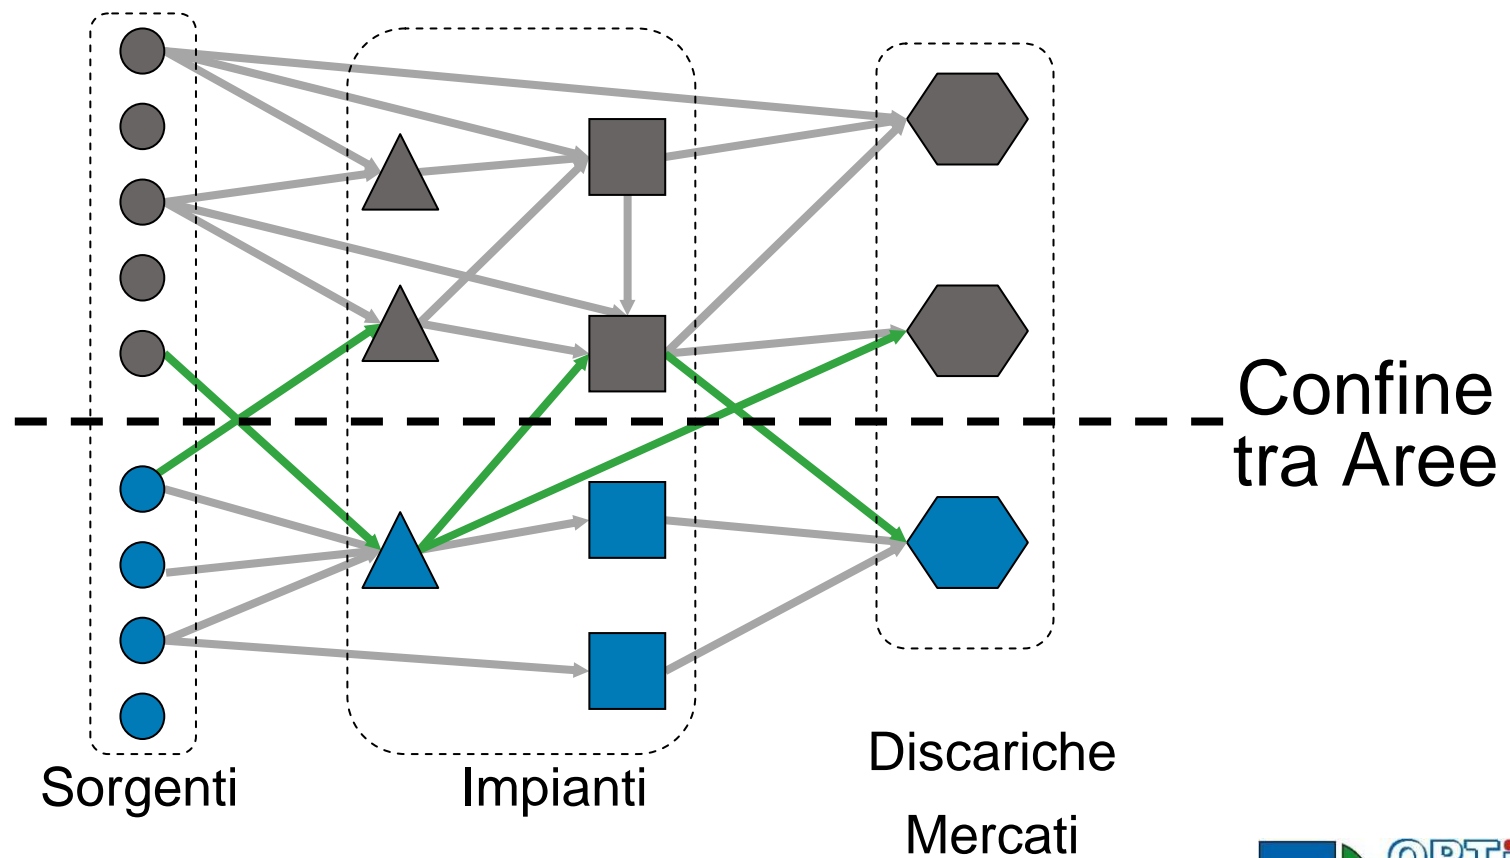 Confine
tra Aree
Sorgenti
Impianti
Discariche
Mercati